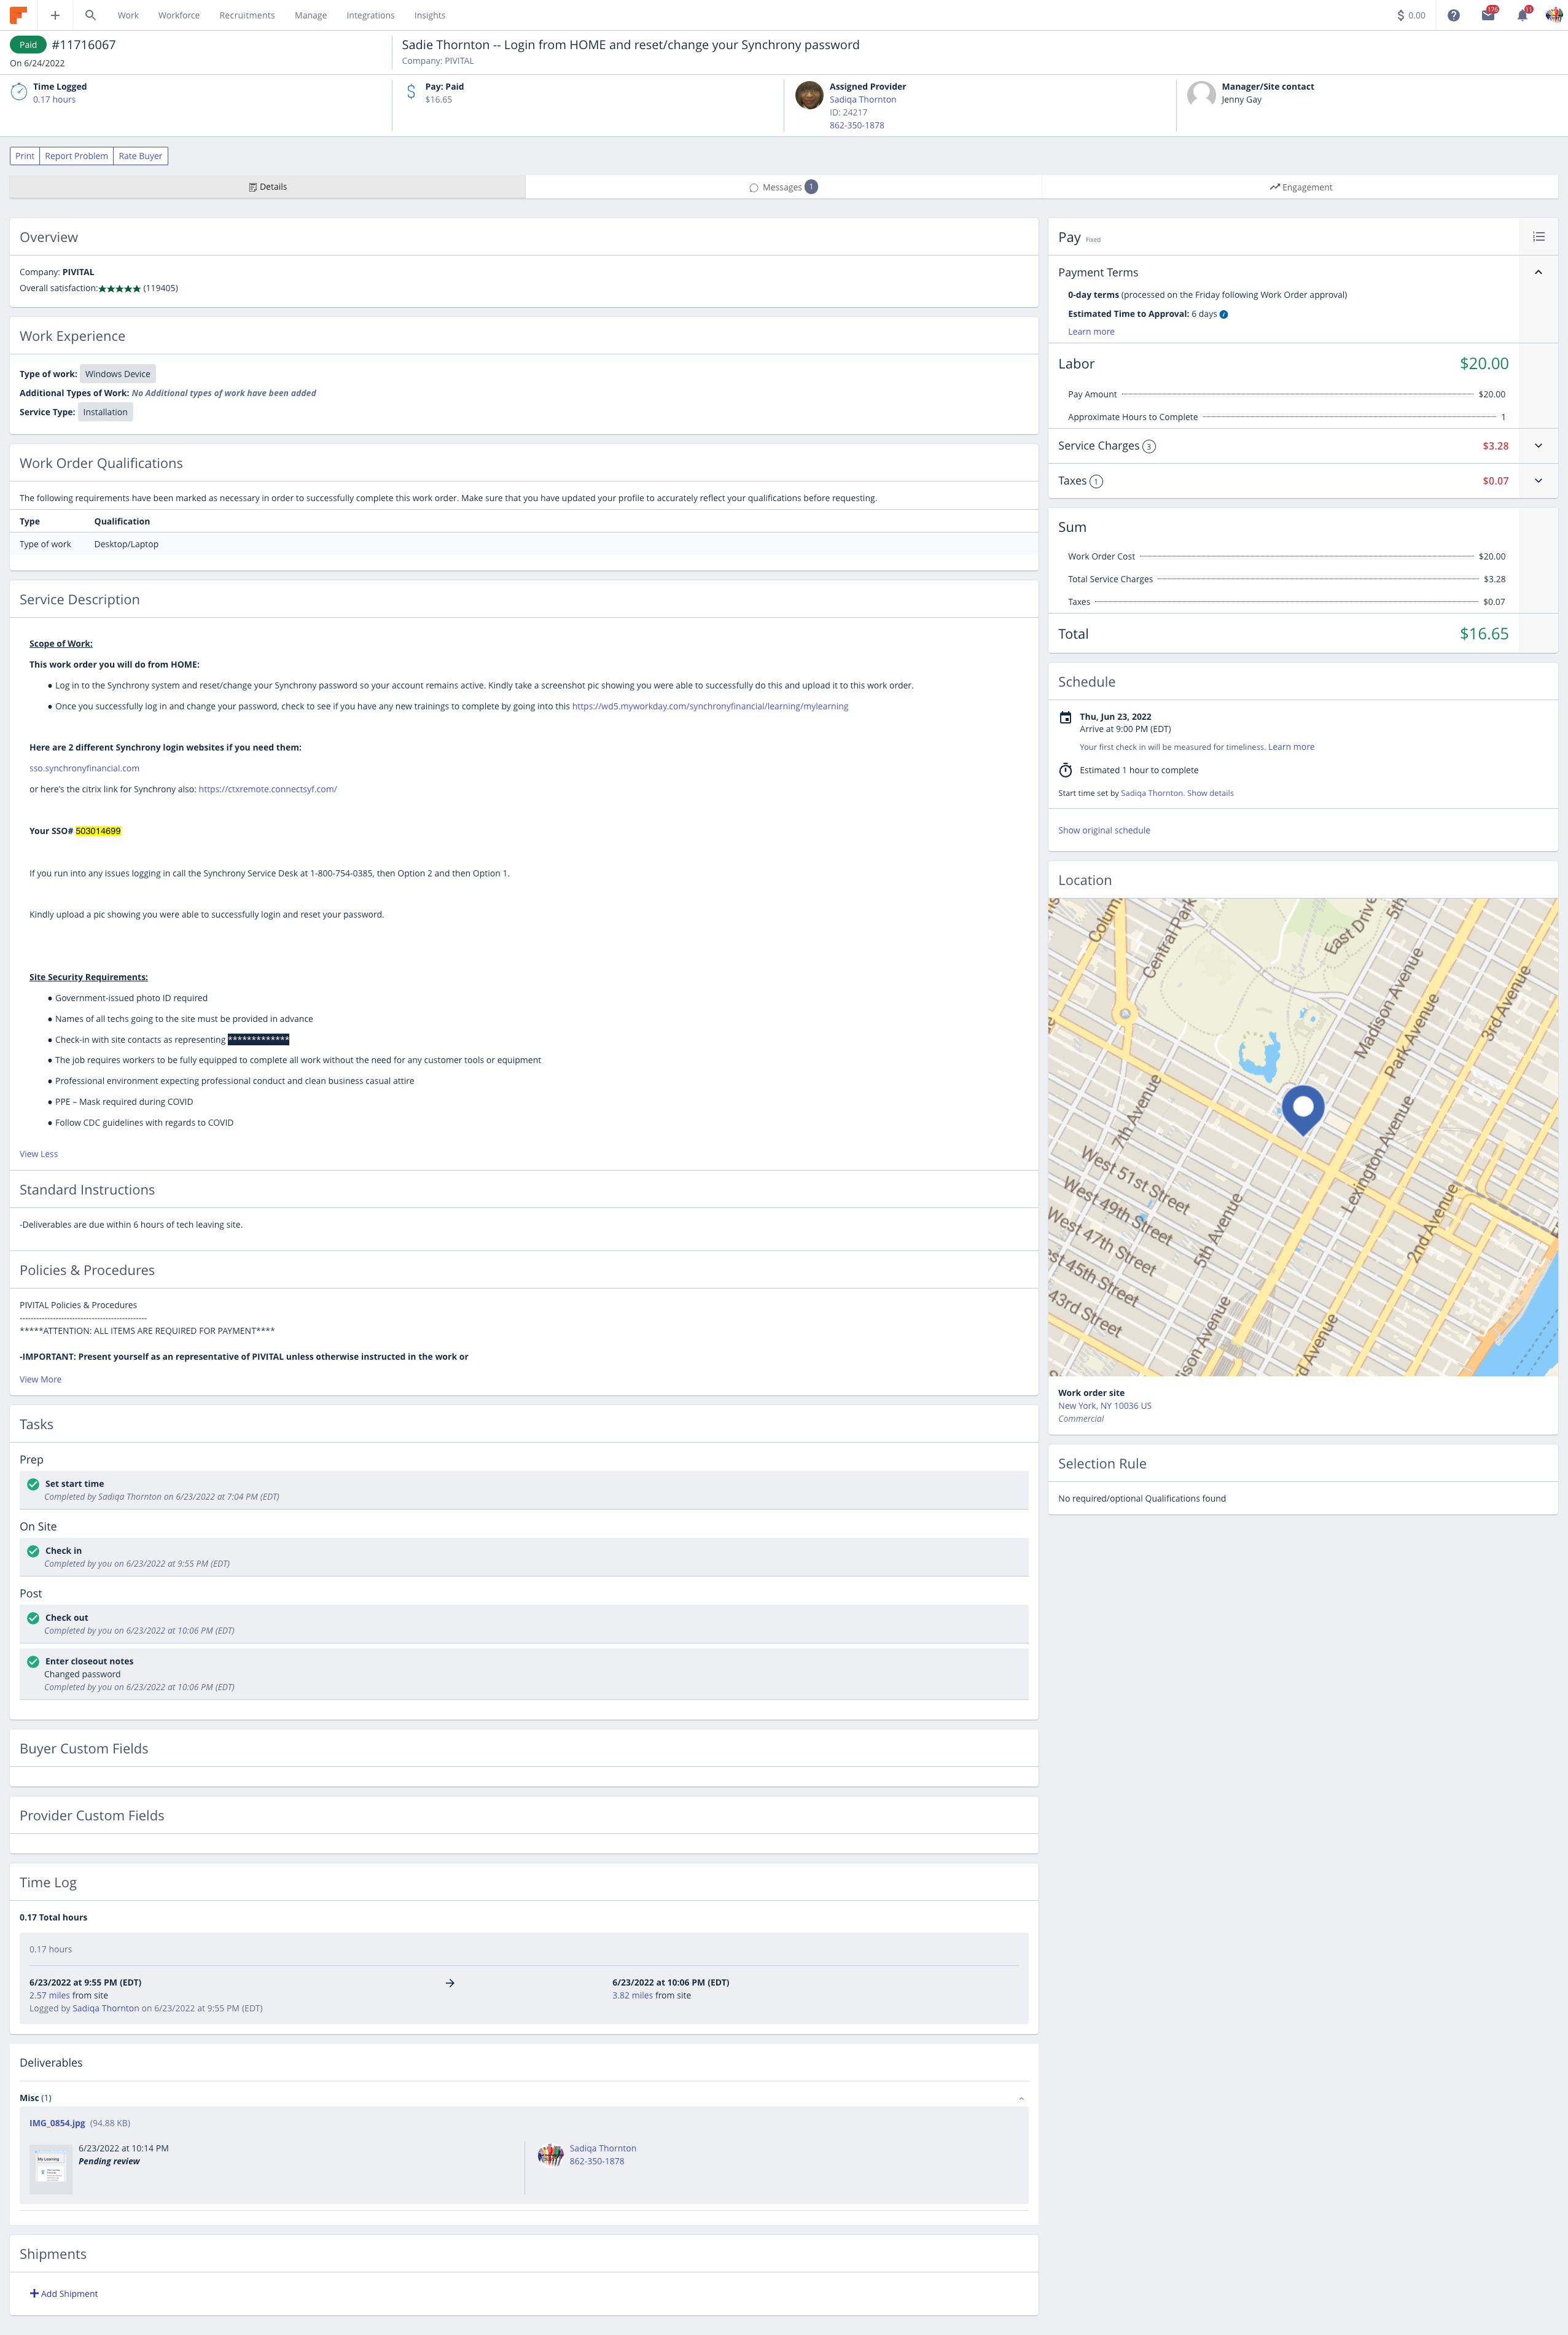 Work Workforce Recruitments Manage Integrations Insights
$ 0.00
176
11
Paid #11716067
On 6/24/2022
Sadie Thornton -- Login from HOME and reset/change your Synchrony password
Company: PIVITAL
Time Logged
0.17 hours
Pay: Paid
$16.65
Assigned Provider
Sadiqa Thornton
ID: 24217
862-350-1878
Manager/Site contact
Jenny Gay
Print Report Problem Rate Buyer
Details
Messages 1
Engagement
Overview
Company: PIVITAL
Overall satisfaction:★★★★★ (119405)
Work Experience
Type of work: Windows Device
Additional Types of Work: No Additional types of work have been added
Service Type: Installation
Work Order Qualifications
The following requirements have been marked as necessary in order to successfully complete this work order. Make sure that you have updated your profile to accurately reflect your qualifications before requesting.
Type Qualification
Type of work Desktop/Laptop
Service Description
Scope of Work:
This work order you will do from HOME:
● Log in to the Synchrony system and reset/change your Synchrony password so your account remains active. Kindly take a screenshot pic showing you were able to successfully do this and upload it to this work order.
● Once you successfully log in and change your password, check to see if you have any new trainings to complete by going into this https://wd5.myworkday.com/synchronyfinancial/learning/mylearning
Here are 2 different Synchrony login websites if you need them:
sso.synchronyfinancial.com
or here's the citrix link for Synchrony also: https://ctxremote.connectsyf.com/
Your SSO# 503014699
If you run into any issues logging in call the Synchrony Service Desk at 1-800-754-0385, then Option 2 and then Option 1.
Kindly upload a pic showing you were able to successfully login and reset your password.
Site Security Requirements:
● Government-issued photo ID required
● Names of all techs going to the site must be provided in advance
● Check-in with site contacts as representing *************
● The job requires workers to be fully equipped to complete all work without the need for any customer tools or equipment
● Professional environment expecting professional conduct and clean business casual attire
● PPE – Mask required during COVID
● Follow CDC guidelines with regards to COVID
View Less
Standard Instructions
-Deliverables are due within 6 hours of tech leaving site.
Policies & Procedures
PIVITAL Policies & Procedures
----------------------------------------------
*****ATTENTION: ALL ITEMS ARE REQUIRED FOR PAYMENT****
-IMPORTANT: Present yourself as an representative of PIVITAL unless otherwise instructed in the work or
View More
Tasks
Prep
Set start time
Completed by Sadiqa Thornton on 6/23/2022 at 7:04 PM (EDT)
On Site
Check in
Completed by you on 6/23/2022 at 9:55 PM (EDT)
Post
Check out
Completed by you on 6/23/2022 at 10:06 PM (EDT)
Enter closeout notes
Changed password
Completed by you on 6/23/2022 at 10:06 PM (EDT)
Buyer Custom Fields
Provider Custom Fields
Time Log
0.17 Total hours
0.17 hours
6/23/2022 at 9:55 PM (EDT) → 6/23/2022 at 10:06 PM (EDT)
2.57 miles from site 3.82 miles from site
Logged by Sadiqa Thornton on 6/23/2022 at 9:55 PM (EDT)
Deliverables
Misc (1)
IMG_0854.jpg (94.88 KB)
My Learning
6/23/2022 at 10:14 PM
Pending review
Sadiqa Thornton
862-350-1878
Shipments
+ Add Shipment
Pay Fixed
Payment Terms
0-day terms (processed on the Friday following Work Order approval)
Estimated Time to Approval: 6 days
Learn more
Labor $20.00
Pay Amount $20.00
Approximate Hours to Complete 1
Service Charges 3 $3.28
Taxes 1 $0.07
Sum
Work Order Cost $20.00
Total Service Charges $3.28
Taxes $0.07
Total $16.65
Schedule
Thu, Jun 23, 2022
Arrive at 9:00 PM (EDT)
Your first check in will be measured for timeliness. Learn more
Estimated 1 hour to complete
Start time set by Sadiqa Thornton. Show details
Show original schedule
Location
Colum
Central Park
East Drive
5th
Madison Avenue
Park Avenue
3rd Avenue
7th Avenue
Lexington Avenue
West 51st Street
West 49th Street
West 47th Street
st 45th Street
43rd Street
5th Avenue
2nd Avenue
ison Avenue
rd Avenue
Work order site
New York, NY 10036 US
Commercial
Selection Rule
No required/optional Qualifications found